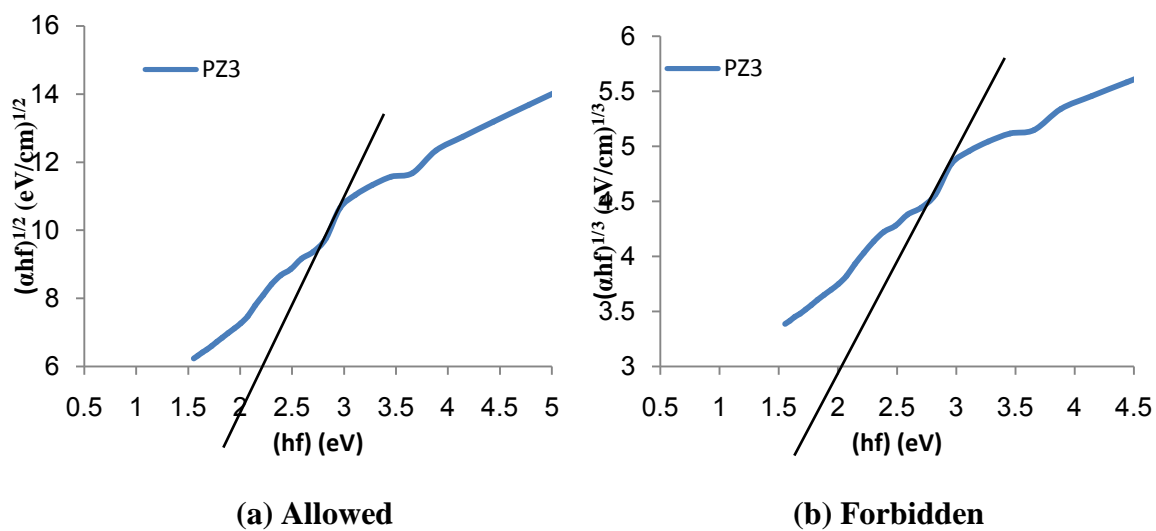 16
14
12
10
8
6
0.5 1 1.5 2 2.5 3 3.5 4 4.5 5
PZ3
(αhf)1/2 (eV/cm)1/2
(hf) (eV)
(a) Allowed
6
5.5
5
4.5
4
3.5
3
0.5 1 1.5 2 2.5 3 3.5 4 4.5
PZ3
(αhf)1/3 (eV/cm)1/3
(hf) (eV)
(b) Forbidden